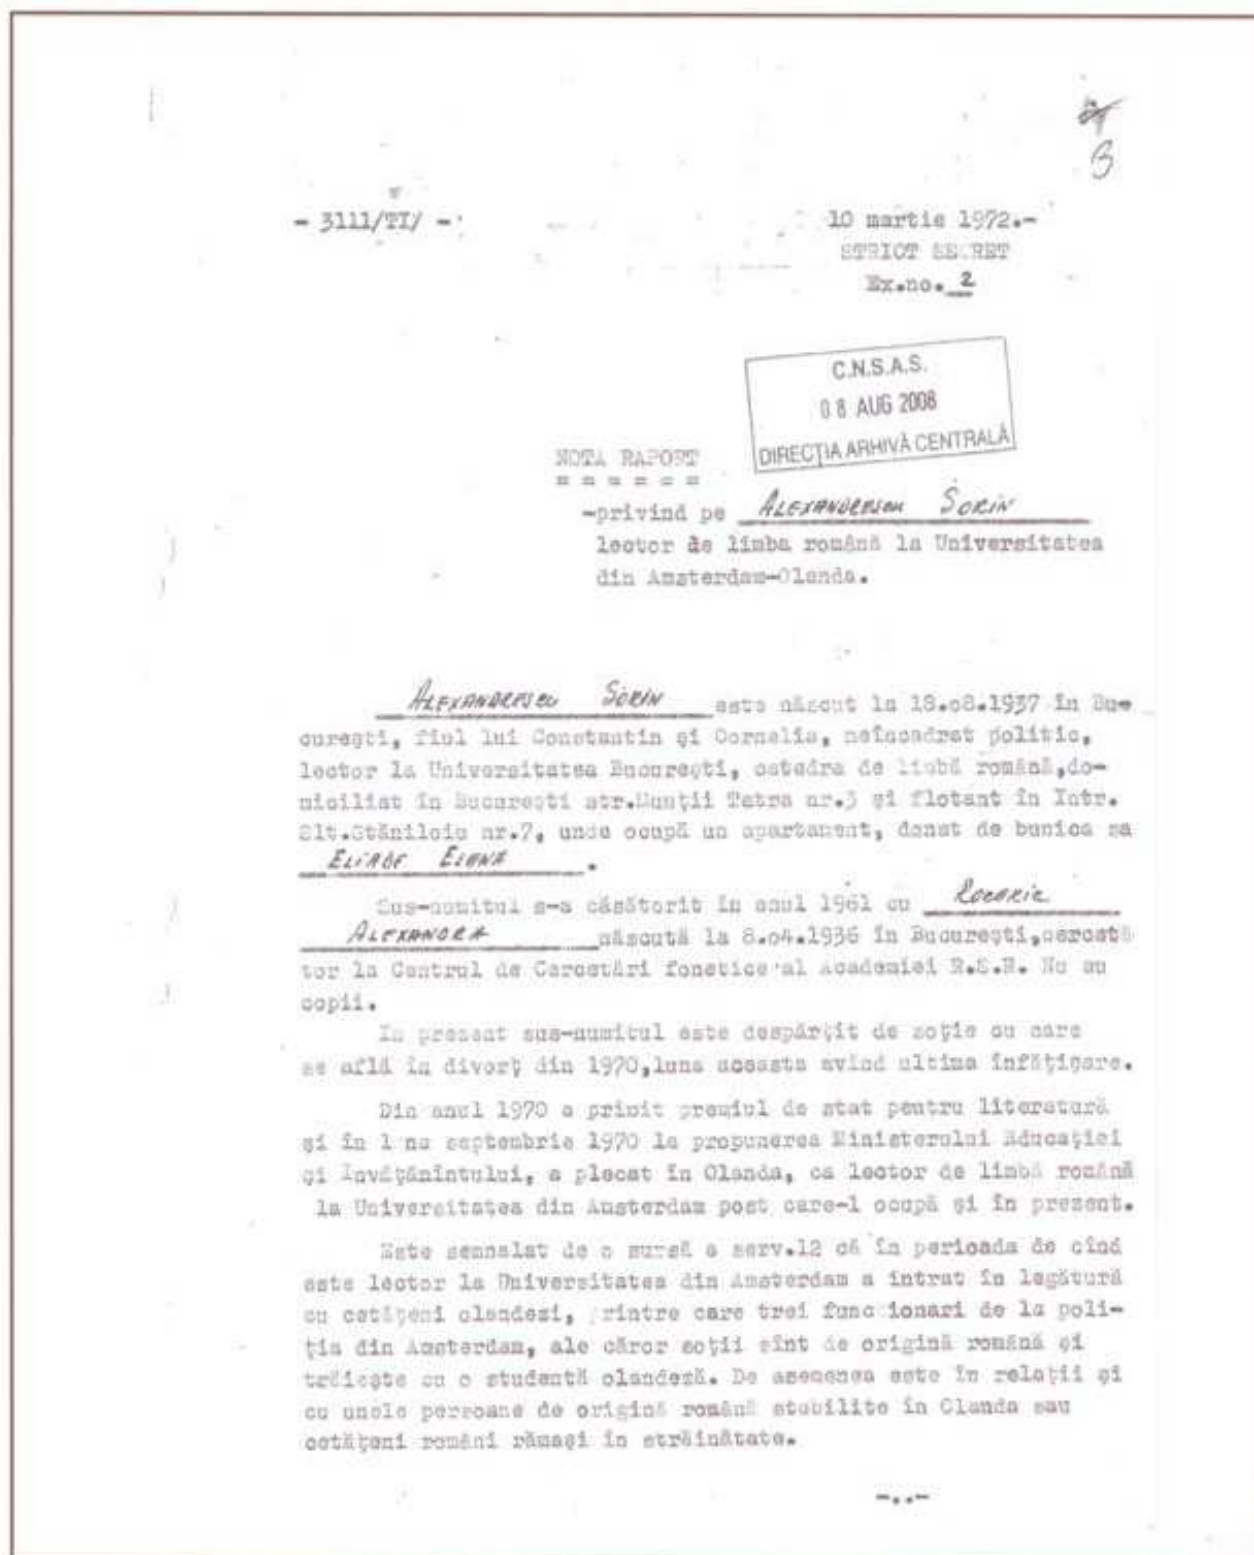 3
- 3111/TI/ -
10 martie 1972.-
STRICT SECRET
Ex.no. 2
C.N.S.A.S.
08 AUG 2008
DIRECȚIA ARHIVĂ CENTRALĂ
NOTA RAPORT
= = = = = =
-privind pe ALEXANDRESCU SORIN
lector de limba română la Universitatea
din Amsterdam-Olanda.
ALEXANDRESCU SORIN este născut la 18.o8.1937 în Bu-
curești, fiul lui Constantin și Cornelia, neîncadrat politic,
lector la Universitatea București, catedra de limbă română,do-
miciliat în București str.Munții Tatra nr.3 și flotant în Intr.
Slt.Stăniloiu nr.7, unde ocupă un apartament, donat de bunica sa
ELIADE ELENA .
Sus-numitul s-a căsătorit în anul 1961 cu
ALEXANDRA născută la 8.o4.1936 în București,cercetă
tor la Centrul de Cercetări fonetice al Academiei R.S.R. Nu au
copii.
In prezent sus-numitul este despărțit de soție cu care
se află în divorț din 1970,luna aceasta avînd ultima înfățișare.
Din anul 1970 a primit premiul de stat pentru literatură
și în 1 septembrie 1970 la propunerea Ministerului Educației
și Invățămîntului, a plecat în Olanda, ca lector de limbă română
la Universitatea din Amsterdam post care-l ocupă și în prezent.
Este semnalat de o sursă a serv.12 că în perioada de cînd
este lector la Universitatea din Amsterdam a intrat în legătură
cu cetățeni olandezi, printre care trei funcționari de la poli-
ția din Amsterdam, ale căror soții sînt de origină română și
trăiește cu o studentă olandeză. De asemenea este în relații și
cu unele persoane de origină română stabilite în Olanda sau
cetățeni români rămași în străinătate.
-..-